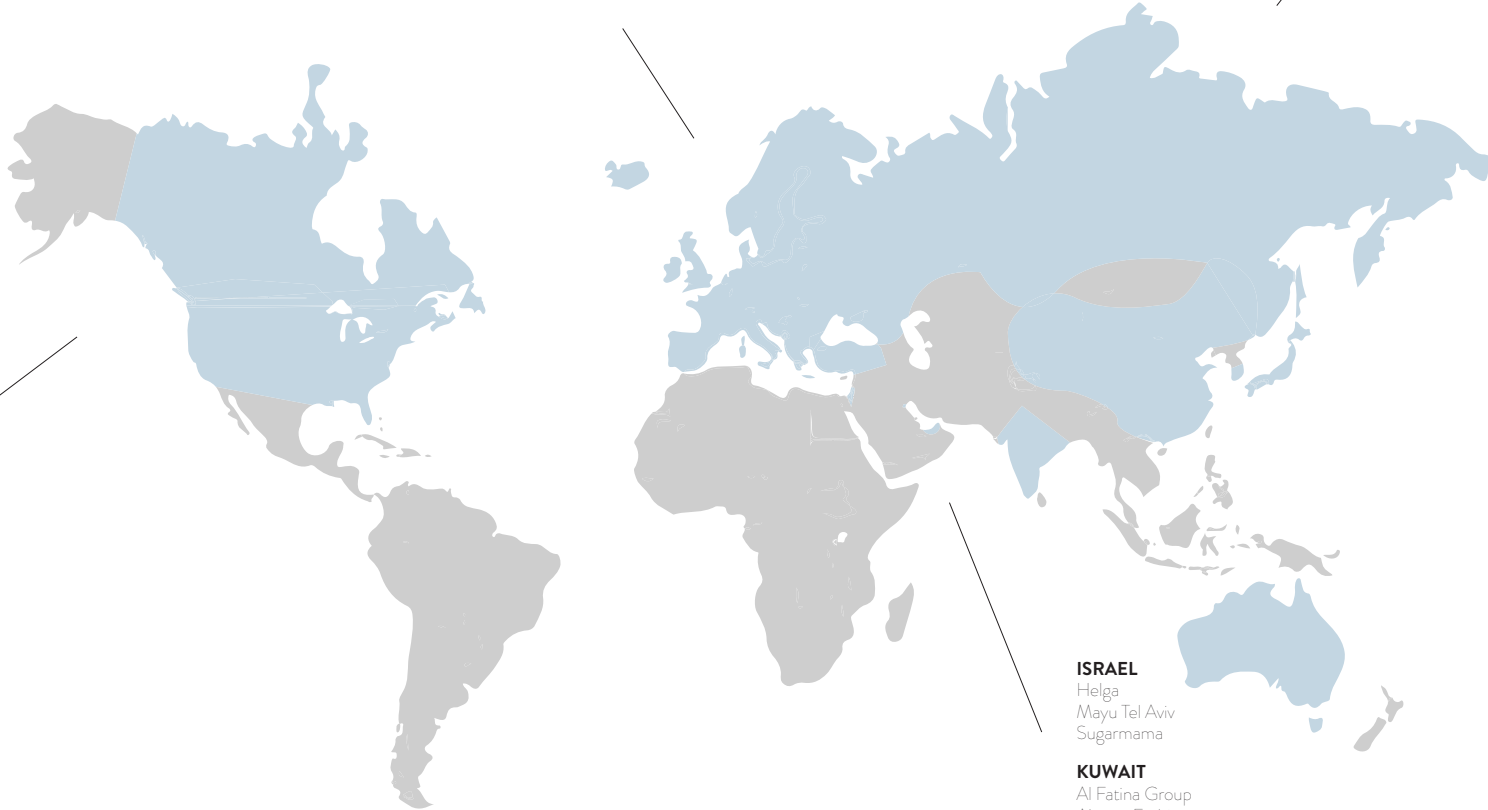 ISRAEL
Helga
Mayu Tel Aviv
Sugarmama
KUWAIT
Al Fatina Group